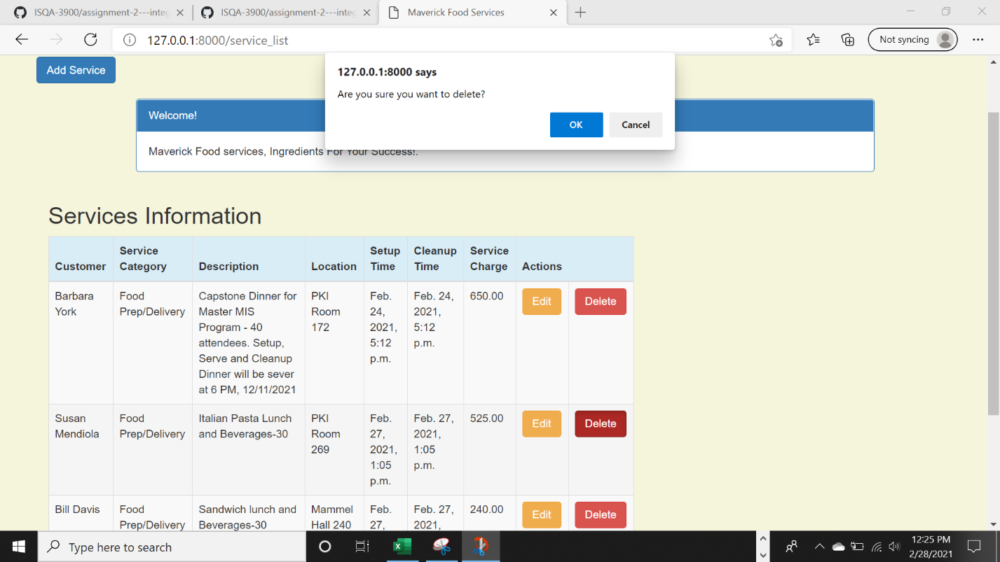 ISQA-3900/assignment-2---integ
ISQA-3900/assignment-2---integ
Maverick Food Services
127.0.0.1:8000/service_list
Not syncing
Add Service
127.0.0.1:8000 says
Are you sure you want to delete?
OK
Cancel
Welcome!
Maverick Food services, Ingredients For Your Success!.
Services Information
Customer
Service
Category
Description
Location
Setup
Time
Cleanup
Time
Service
Charge
Actions
Barbara
York
Food
Prep/Delivery
Capstone Dinner for
Master MIS
Program - 40
attendees. Setup,
Serve and Cleanup
Dinner will be sever
at 6 PM, 12/11/2021
PKI
Room
172
Feb.
24,
2021,
5:12
p.m.
Feb. 24,
2021,
5:12
p.m.
650.00
Edit
Delete
Susan
Mendiola
Food
Prep/Delivery
Italian Pasta Lunch
and Beverages-30
PKI
Room
269
Feb.
27,
2021,
1:05
p.m.
Feb. 27,
2021,
1:05
p.m.
525.00
Edit
Delete
Bill Davis
Food
Prep/Delivery
Sandwich lunch and
Beverages-30
Mammel
Hall 240
Feb.
27,
Feb. 27,
2021,
240.00
Edit
Delete
Type here to search
12:25 PM
2/28/2021